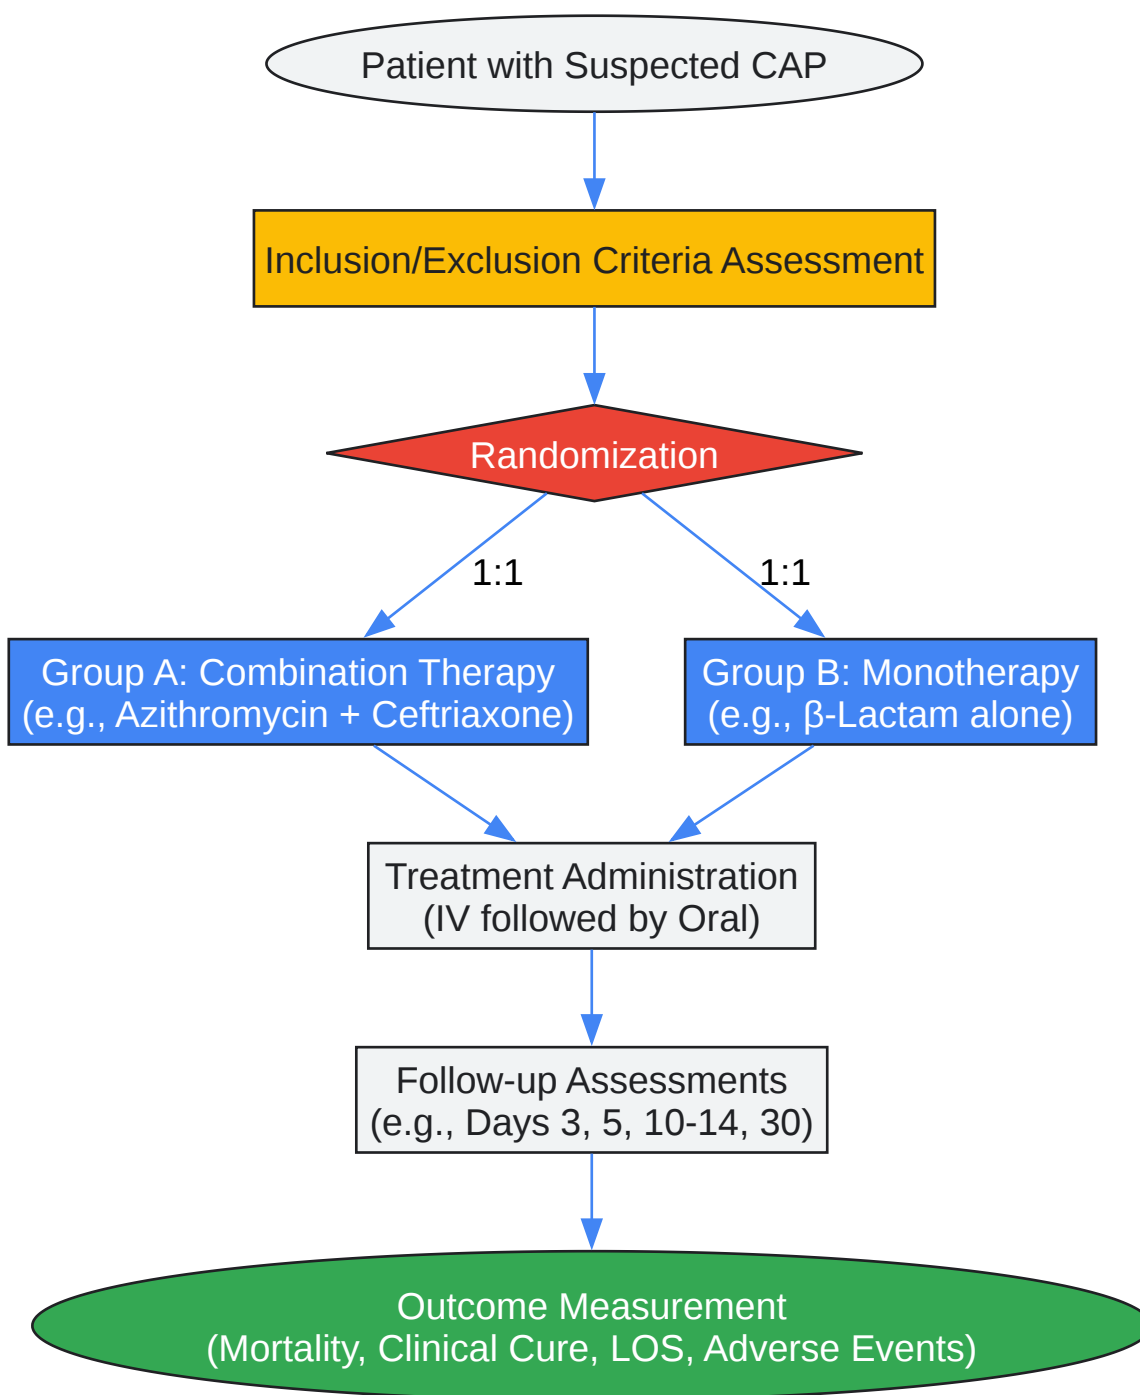 Patient with Suspected CAP
Inclusion/Exclusion Criteria Assessment
Randomization
1:1
1:1
Group A: Combination Therapy
(e.g., Azithromycin + Ceftriaxone)
Group B: Monotherapy
(e.g., β-Lactam alone)
Treatment Administration
(IV followed by Oral)
Follow-up Assessments
(e.g., Days 3, 5, 10-14, 30)
Outcome Measurement
(Mortality, Clinical Cure, LOS, Adverse Events)